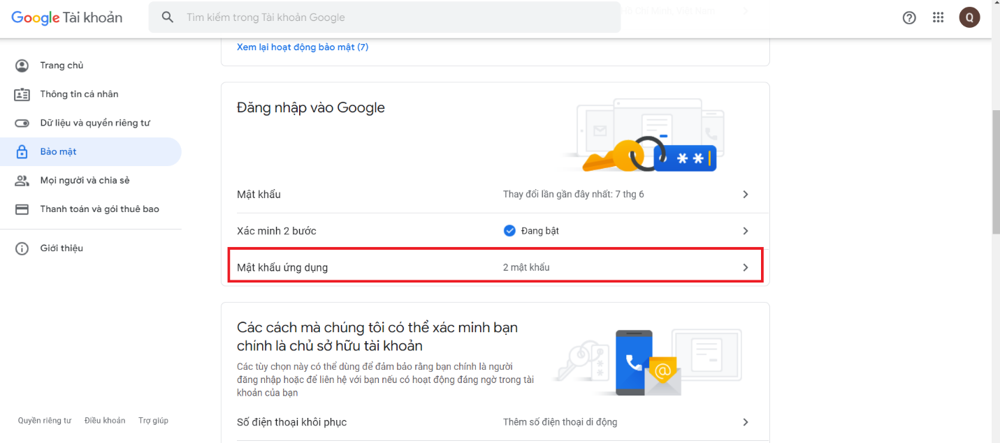 Google Tài khoản
Tìm kiếm trong Tài khoản Google
Hồ Chí Minh, Việt Nam
Q
Trang chủ
Thông tin cá nhân
Dữ liệu và quyền riêng tư
Bảo mật
Mọi người và chia sẻ
Thanh toán và gói thuê bao
Giới thiệu
Quyền riêng tư Điều khoản Trợ giúp
Xem lại hoạt động bảo mật (7)
Đăng nhập vào Google
Mật khẩu Thay đổi lần gần đây nhất: 7 thg 6
Xác minh 2 bước Đang bật
Mật khẩu ứng dụng 2 mật khẩu
Các cách mà chúng tôi có thể xác minh bạn
chính là chủ sở hữu tài khoản
Các tùy chọn này có thể dùng để đảm bảo rằng bạn chính là người
đăng nhập hoặc để liên hệ với bạn nếu có hoạt động đáng ngờ trong tài
khoản của bạn
Số điện thoại khôi phục Thêm số điện thoại di động